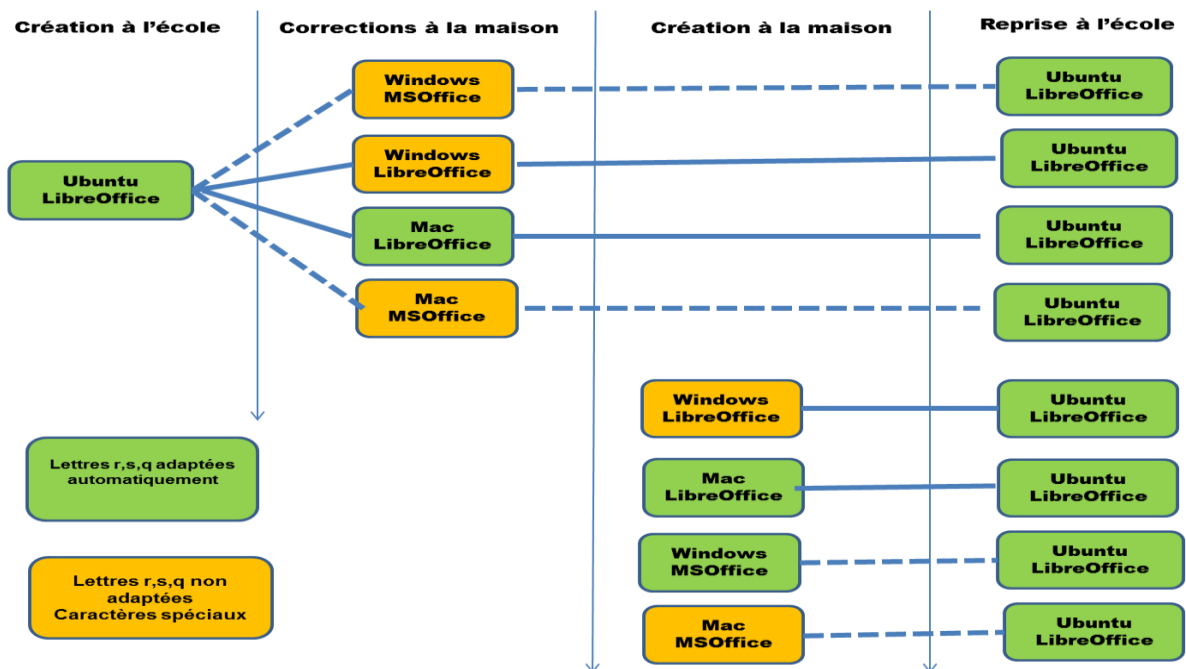 Création à l'école
Corrections à la maison
Création à la maison
Reprise à l'école
Windows
MSOffice
Ubuntu
LibreOffice
Ubuntu
LibreOffice
Windows
LibreOffice
Ubuntu
LibreOffice
Mac
LibreOffice
Ubuntu
LibreOffice
Mac
MSOffice
Ubuntu
LibreOffice
Windows
LibreOffice
Ubuntu
LibreOffice
Lettres r,s,q adaptées
automatiquement
Mac
LibreOffice
Ubuntu
LibreOffice
Windows
MSOffice
Ubuntu
LibreOffice
Lettres r,s,q non
adaptées
Caractères spéciaux
Mac
MSOffice
Ubuntu
LibreOffice